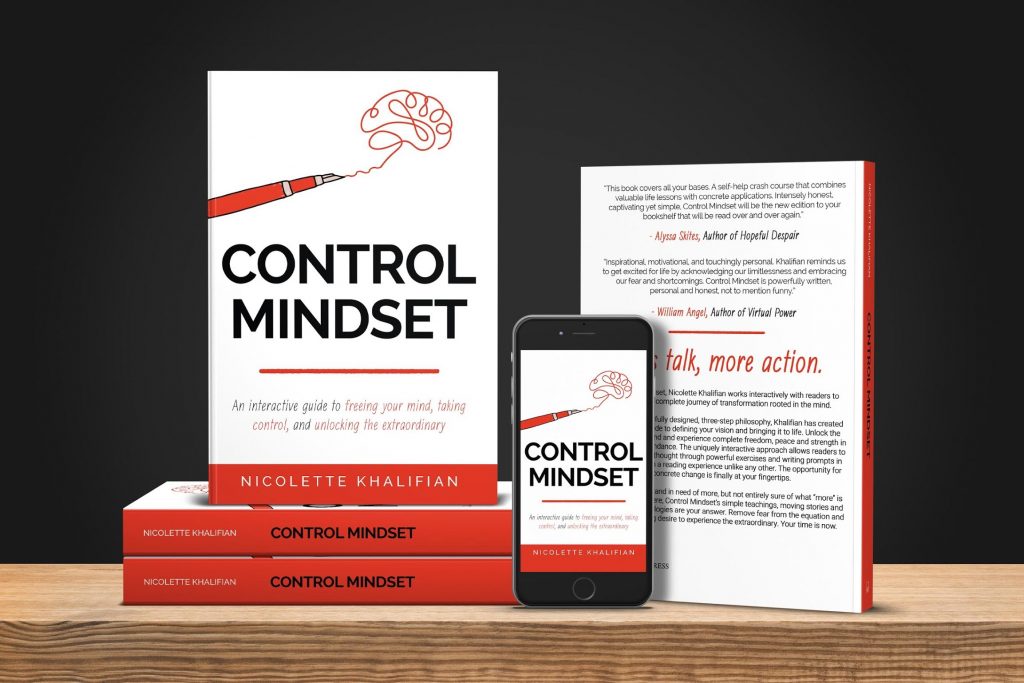 CONTROL
MINDSET
An interactive guide to freeing your mind, taking
control, and unlocking the extraordinary
NICOLETTE KHALIFIAN
NICOLETTE KHALIFIAN CONTROL MINDSET
NICOLETTE KHALIFIAN CONTROL MINDSET
CONTROL
MINDSET
An interactive guide to freeing your mind, taking
control, and unlocking the extraordinary
NICOLETTE KHALIFIAN
"This book covers all your bases. A self-help crash course that combines
valuable life lessons with concrete applications. Intensely honest,
captivating yet simple, Control Mindset will be the new edition to your
bookshelf that will be read over and over again."
- Alyssa Skites, Author of Hopeful Despair
"Inspirational, motivational, and touchingly personal. Khalifian reminds us
to get excited for life by acknowledging our limitlessness and embracing
our fear and shortcomings. Control Mindset is powerfully written,
personal and honest, not to mention funny."
- William Angel, Author of Virtual Power
talk, more action.
Nicolette Khalifian works interactively with readers to
complete journey of transformation rooted in the mind.
designed, three-step philosophy, Khalifian has created
to defining your vision and bringing it to life. Unlock the
and experience complete freedom, peace and strength in
The uniquely interactive approach allows readers to
thought through powerful exercises and writing prompts in
a reading experience unlike any other. The opportunity for
concrete change is finally at your fingertips.
and in need of more, but not entirely sure of what "more" is
Control Mindset's simple teachings, moving stories and
are your answer. Remove fear from the equation and
desire to experience the extraordinary. Your time is now.
NICOLETTE KHALIFIAN
CONTROL MINDSET